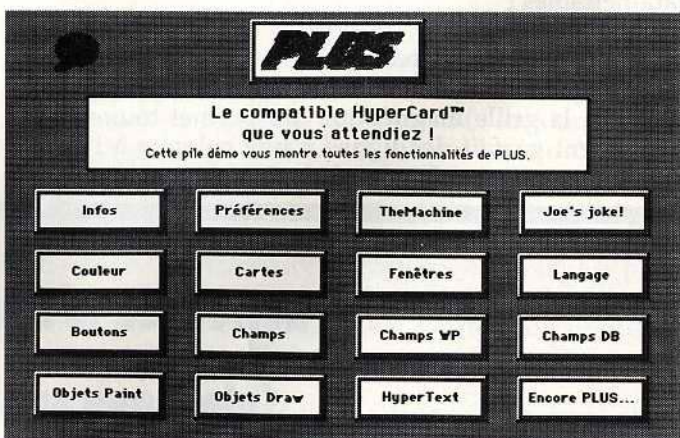 PLUS
Le compatible HyperCard™
que vous attendiez !
Cette pile démo vous montre toutes les fonctionnalités de PLUS.
Infos Préférences TheMachine Joe's joke!
Couleur Cartes Fenêtres Langage
Boutons Champs Champs WP Champs DB
Objets Paint Objets Draw HyperText Encore PLUS...